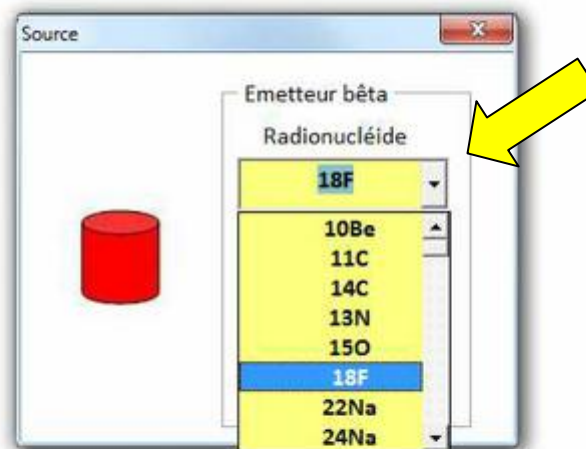 Source
Emetteur bêta
Radionucléide
18F
10Be
11C
14C
13N
15O
18F
22Na
24Na